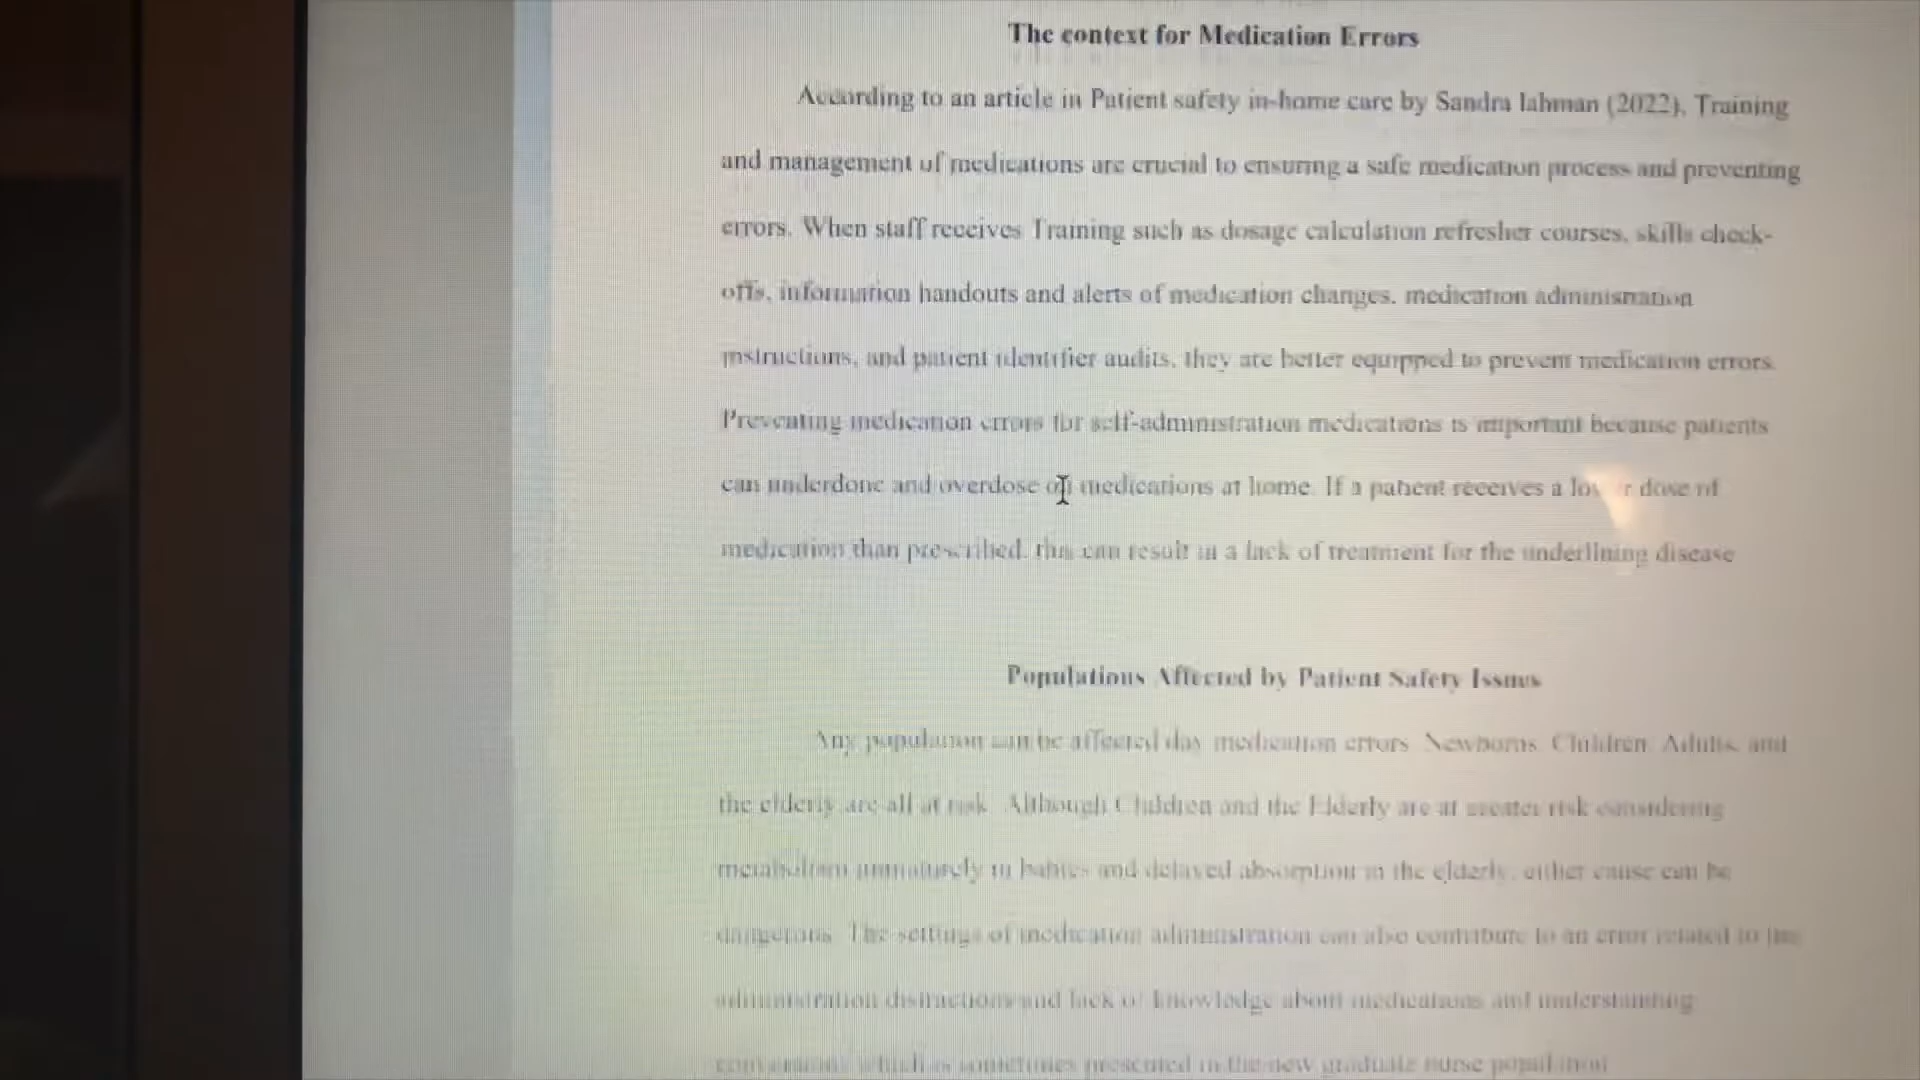 The context for Medication Errors
According to an article in Patient safety in-home care by Sandra lahman (2022), Training
and management of medications are crucial to ensuring a safe medication process and preventing
errors. When staff receives Training such as dosage calculation refresher courses, skills check-
offs, information handouts and alerts of medication changes, medication administration
instructions, and patient identifier audits, they are better equipped to prevent medication errors.
Preventing medication errors for self-administration medications is important because patients
can underdone and overdose on medications at home. If a patient receives a lower dose of
medication than prescribed, this can result in a lack of treatment for the underlining disease
Populations Affected by Patient Safety Issues
Any population can be affected day medication errors. Newborns, Children, Adults, and
the elderly are all at risk. Although Children and the Elderly are at greater risk considering
metabolism immaturely in babies and delayed absorption in the elderly, either cause can be
dangerous. The settings of medication administration can also contribute to an error related to the
administration distractions and lack of knowledge about medications and understanding
which is sometimes presented in the new graduate nurse population